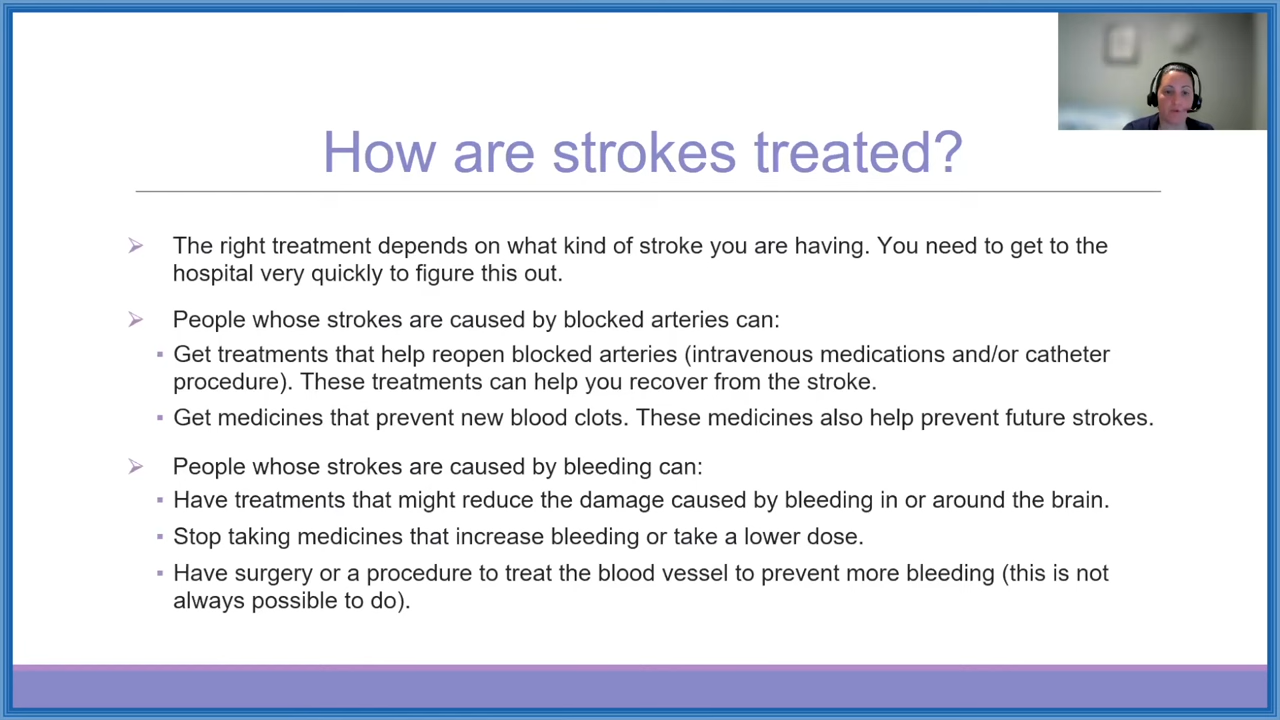 How are strokes treated?
The right treatment depends on what kind of stroke you are having. You need to get to the
hospital very quickly to figure this out.
People whose strokes are caused by blocked arteries can:
Get treatments that help reopen blocked arteries (intravenous medications and/or catheter
procedure). These treatments can help you recover from the stroke.
Get medicines that prevent new blood clots. These medicines also help prevent future strokes.
People whose strokes are caused by bleeding can:
Have treatments that might reduce the damage caused by bleeding in or around the brain.
Stop taking medicines that increase bleeding or take a lower dose.
Have surgery or a procedure to treat the blood vessel to prevent more bleeding (this is not
always possible to do).